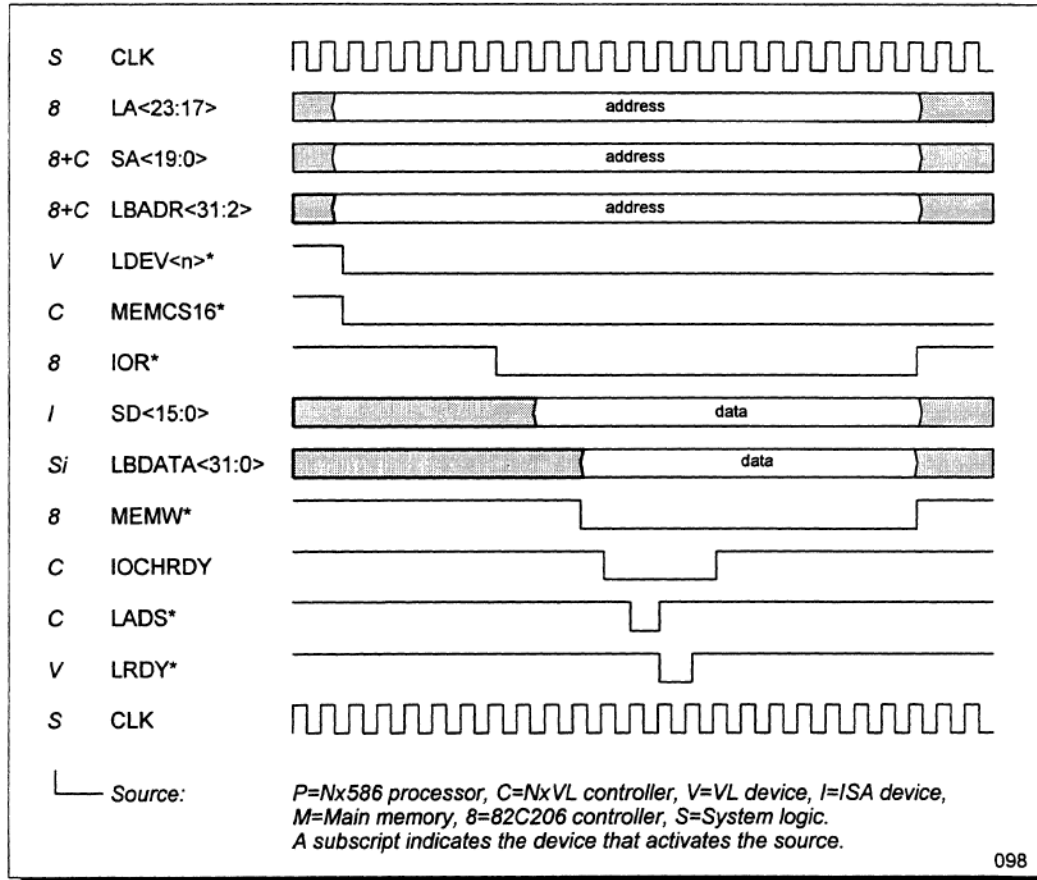 S CLK
8 LA<23:17> address
8+C SA<19:0> address
8+C LBADR<31:2> address
V LDEV<n>*
C MEMCS16*
8 IOR*
I SD<15:0> data
Si LBDATA<31:0> data
8 MEMW*
C IOCHRDY
C LADS*
V LRDY*
S CLK
Source: P=Nx586 processor, C=NxVL controller, V=VL device, I=ISA device,
M=Main memory, 8=82C206 controller, S=System logic.
A subscript indicates the device that activates the source.
098